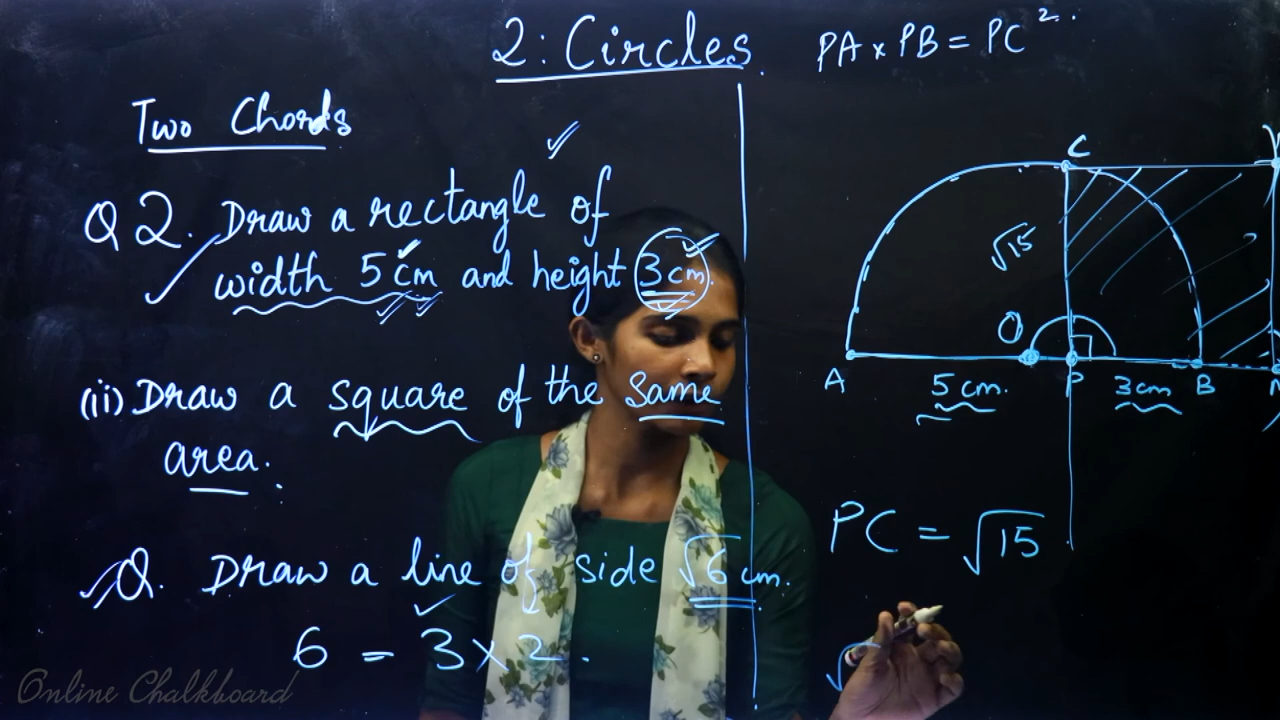 2: Circles.
PA x PB = PC².
Two Chords
Q2. Draw a rectangle of
width 5 cm and height 3 cm.
(ii) Draw a square of the same
area.
Q. Draw a line of side √6 cm.
6 = 3 x 2.
C
√15
O
A
5 cm.
P
3 cm
B
PC = √15
Online Chalkboard